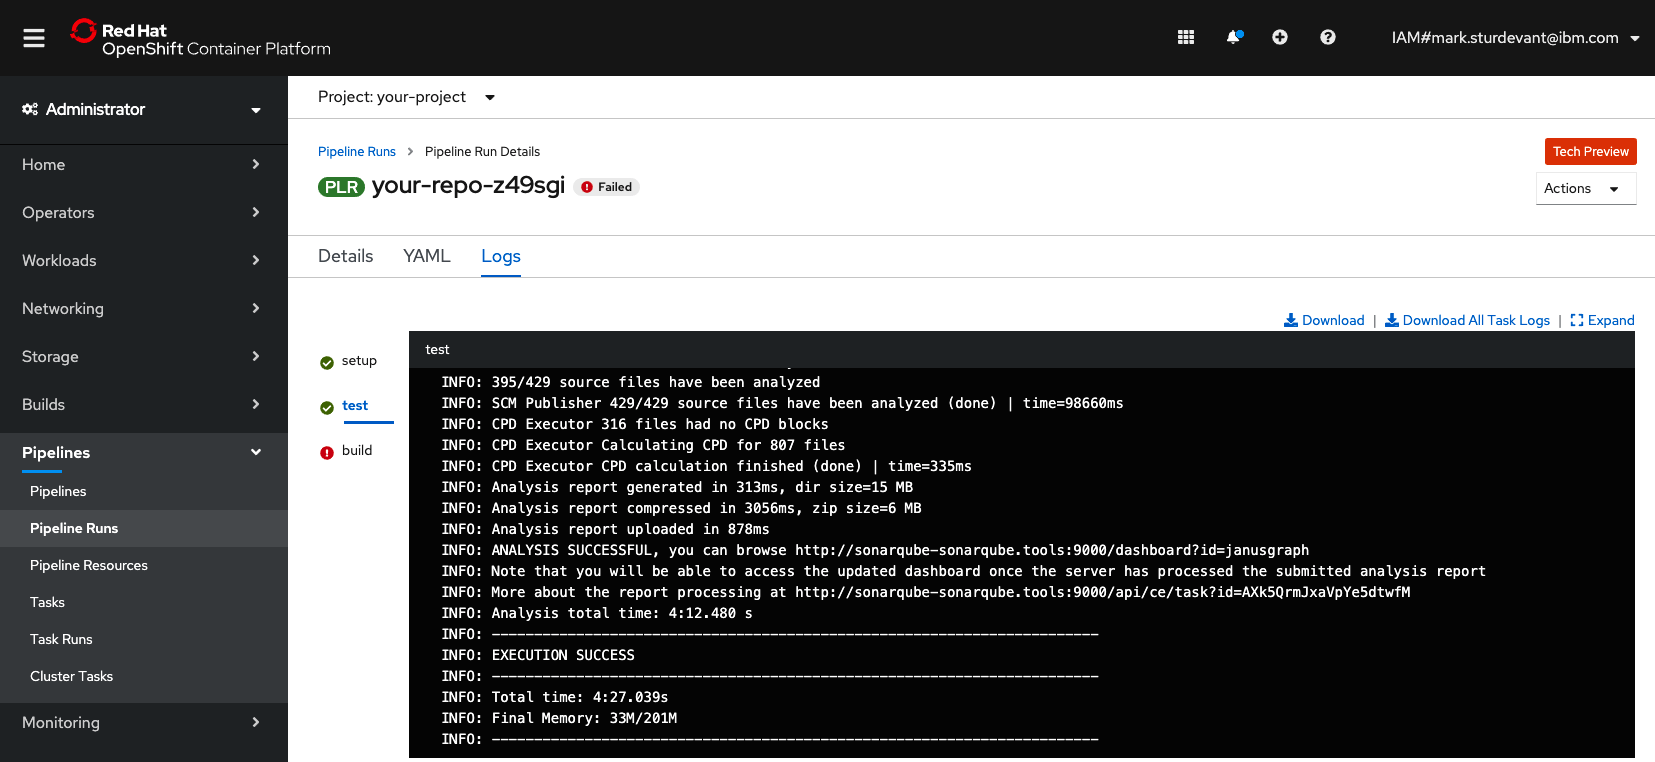 Red Hat
OpenShift Container Platform
IAM#mark.sturdevant@ibm.com
Administrator
Home
Operators
Workloads
Networking
Storage
Builds
Pipelines
Pipelines
Pipeline Runs
Pipeline Resources
Tasks
Task Runs
Cluster Tasks
Monitoring
Project: your-project
Pipeline Runs > Pipeline Run Details
Tech Preview
PLR your-repo-z49sgi Failed
Actions
Details YAML Logs
Download | Download All Task Logs | Expand
setup
test
build
test
INFO: 395/429 source files have been analyzed
INFO: SCM Publisher 429/429 source files have been analyzed (done) | time=98660ms
INFO: CPD Executor 316 files had no CPD blocks
INFO: CPD Executor Calculating CPD for 807 files
INFO: CPD Executor CPD calculation finished (done) | time=335ms
INFO: Analysis report generated in 313ms, dir size=15 MB
INFO: Analysis report compressed in 3056ms, zip size=6 MB
INFO: Analysis report uploaded in 878ms
INFO: ANALYSIS SUCCESSFUL, you can browse http://sonarqube-sonarqube.tools:9000/dashboard?id=janusgraph
INFO: Note that you will be able to access the updated dashboard once the server has processed the submitted analysis report
INFO: More about the report processing at http://sonarqube-sonarqube.tools:9000/api/ce/task?id=AXk5QrmJxaVpYe5dtwfM
INFO: Analysis total time: 4:12.480 s
INFO: ------------------------------------------------------------------------
INFO: EXECUTION SUCCESS
INFO: ------------------------------------------------------------------------
INFO: Total time: 4:27.039s
INFO: Final Memory: 33M/201M
INFO: ------------------------------------------------------------------------